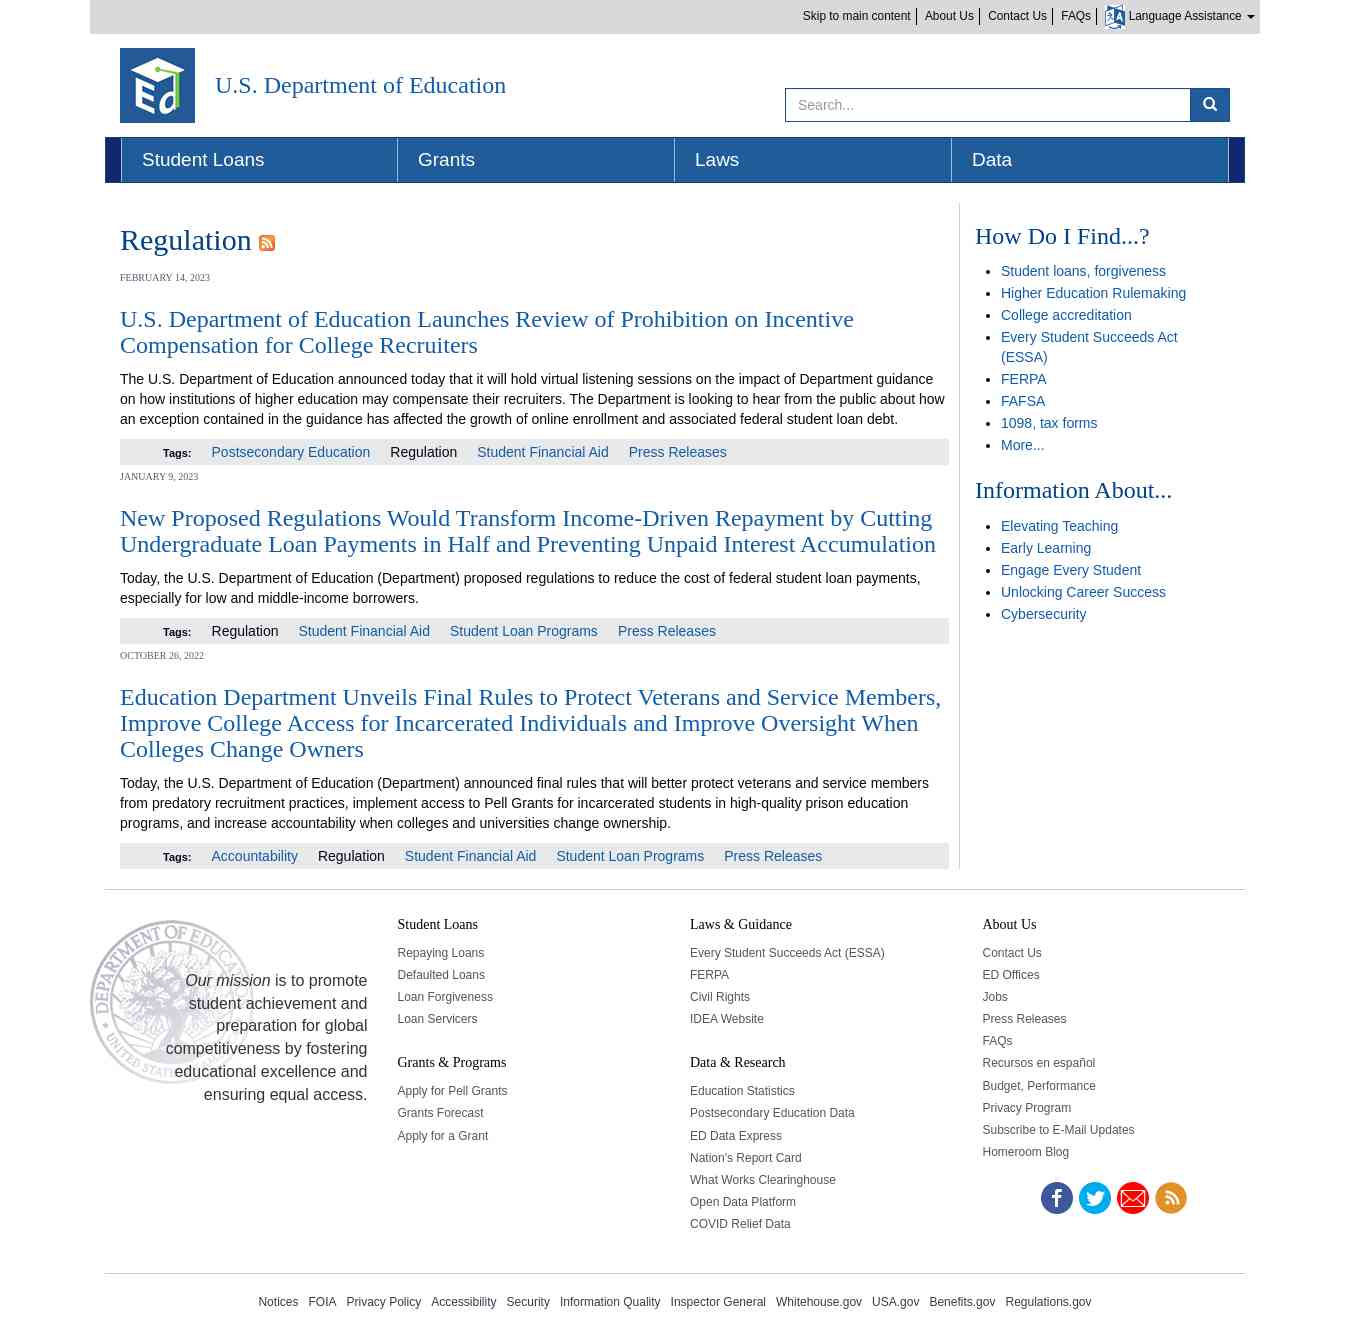 Skip to main content
About Us
Contact Us
FAQs
Language Assistance
U.S. Department of Education
Search...
Student Loans
Grants
Laws
Data
Regulation
FEBRUARY 14, 2023
U.S. Department of Education Launches Review of Prohibition on Incentive
Compensation for College Recruiters
The U.S. Department of Education announced today that it will hold virtual listening sessions on the impact of Department guidance
on how institutions of higher education may compensate their recruiters. The Department is looking to hear from the public about how
an exception contained in the guidance has affected the growth of online enrollment and associated federal student loan debt.
Tags: Postsecondary Education Regulation Student Financial Aid Press Releases
JANUARY 9, 2023
New Proposed Regulations Would Transform Income-Driven Repayment by Cutting
Undergraduate Loan Payments in Half and Preventing Unpaid Interest Accumulation
Today, the U.S. Department of Education (Department) proposed regulations to reduce the cost of federal student loan payments,
especially for low and middle-income borrowers.
Tags: Regulation Student Financial Aid Student Loan Programs Press Releases
OCTOBER 26, 2022
Education Department Unveils Final Rules to Protect Veterans and Service Members,
Improve College Access for Incarcerated Individuals and Improve Oversight When
Colleges Change Owners
Today, the U.S. Department of Education (Department) announced final rules that will better protect veterans and service members
from predatory recruitment practices, implement access to Pell Grants for incarcerated students in high-quality prison education
programs, and increase accountability when colleges and universities change ownership.
Tags: Accountability Regulation Student Financial Aid Student Loan Programs Press Releases
How Do I Find...?
Student loans, forgiveness
Higher Education Rulemaking
College accreditation
Every Student Succeeds Act
(ESSA)
FERPA
FAFSA
1098, tax forms
More...
Information About...
Elevating Teaching
Early Learning
Engage Every Student
Unlocking Career Success
Cybersecurity
Our mission is to promote
student achievement and
preparation for global
competitiveness by fostering
educational excellence and
ensuring equal access.
Student Loans
Repaying Loans
Defaulted Loans
Loan Forgiveness
Loan Servicers
Grants & Programs
Apply for Pell Grants
Grants Forecast
Apply for a Grant
Laws & Guidance
Every Student Succeeds Act (ESSA)
FERPA
Civil Rights
IDEA Website
Data & Research
Education Statistics
Postsecondary Education Data
ED Data Express
Nation's Report Card
What Works Clearinghouse
Open Data Platform
COVID Relief Data
About Us
Contact Us
ED Offices
Jobs
Press Releases
FAQs
Recursos en español
Budget, Performance
Privacy Program
Subscribe to E-Mail Updates
Homeroom Blog
Notices FOIA Privacy Policy Accessibility Security Information Quality Inspector General Whitehouse.gov USA.gov Benefits.gov Regulations.gov